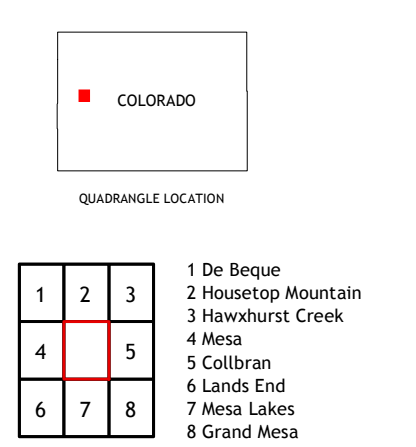 COLORADO
QUADRANGLE LOCATION
1 2 3
4 5
6 7 8
1 De Beque
2 Housetop Mountain
3 Hawxhurst Creek
4 Mesa
5 Collbran
6 Lands End
7 Mesa Lakes
8 Grand Mesa